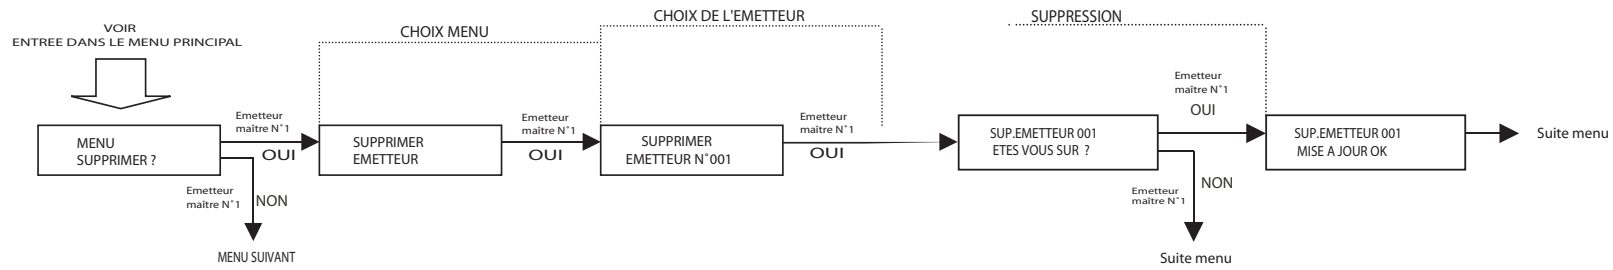 VOIR
ENTREE DANS LE MENU PRINCIPAL
CHOIX MENU
CHOIX DE L'EMETTEUR
SUPPRESSION
MENU
SUPPRIMER ?
Emetteur
maître N°1
OUI
Emetteur
maître N°1
NON
MENU SUIVANT
SUPPRIMER
EMETTEUR
Emetteur
maître N°1
OUI
SUPPRIMER
EMETTEUR N°001
Emetteur
maître N°1
OUI
SUP.EMETTEUR 001
ETES VOUS SUR ?
Emetteur
maître N°1
OUI
Emetteur
maître N°1
NON
Suite menu
SUP.EMETTEUR 001
MISE A JOUR OK
Suite menu